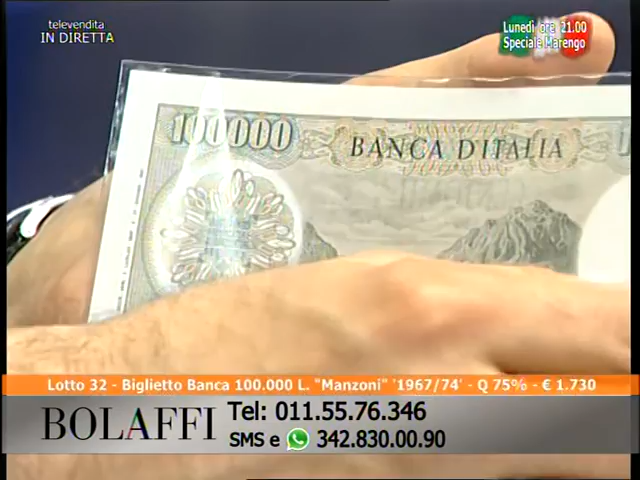 televendita
IN DIRETTA
Lunedì ore 21.00
Speciale Marengo
100000
BANCA D'ITALIA
Lotto 32 - Biglietto Banca 100.000 L. "Manzoni" '1967/74' - Q 75% - € 1.730
BOLAFFI
Tel: 011.55.76.346
SMS e 342.830.00.90